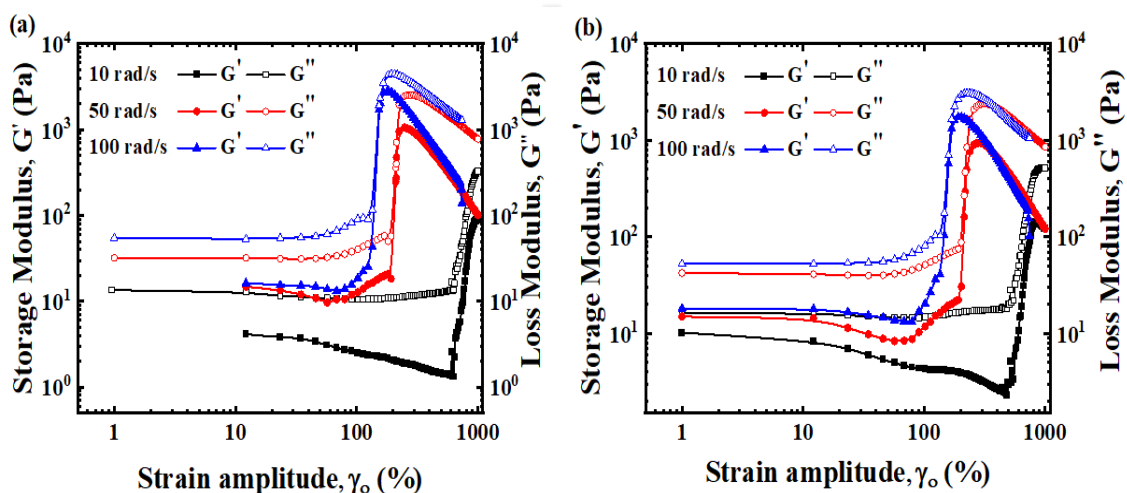 (a)
10 rad/s G' G''
50 rad/s G' G''
100 rad/s G' G''
Storage Modulus, G' (Pa)
10⁴
10³
10²
10¹
10⁰
Loss Modulus, G'' (Pa)
10⁴
10³
10²
10¹
10⁰
1 10 100 1000
Strain amplitude, γₒ (%)
(b)
10 rad/s G' G''
50 rad/s G' G''
100 rad/s G' G''
Storage Modulus, G' (Pa)
10⁴
10³
10²
10¹
Loss Modulus, G'' (Pa)
10⁴
10³
10²
10¹
1 10 100 1000
Strain amplitude, γₒ (%)